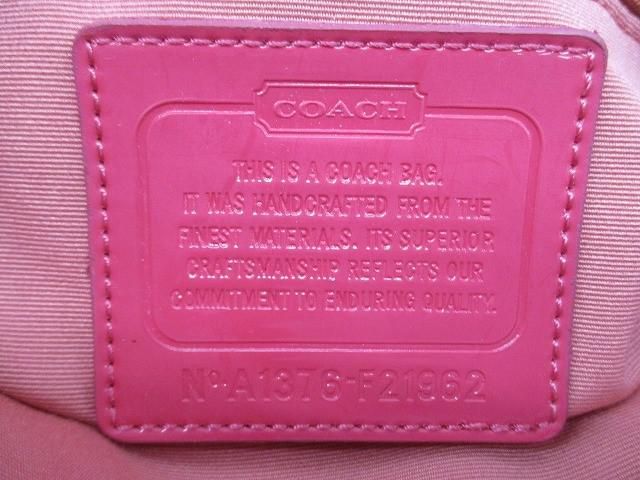 COACH
THIS IS A COACH BAG.
IT WAS HANDCRAFTED FROM THE
FINEST MATERIALS. ITS SUPERIOR
CRAFTSMANSHIP REFLECTS OUR
COMMITMENT TO ENDURING QUALITY.
Nº A1376-F21962